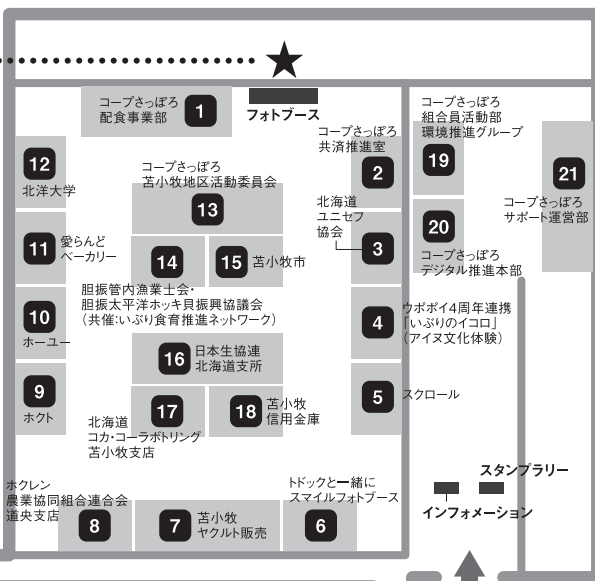 コープさっぽろ
配食事業部
1
フォトブース
コープさっぽろ
共済推進室
2
コープさっぽろ
組合員活動部
環境推進グループ
19
21
コープさっぽろ
サポート運営部
12
北洋大学
コープさっぽろ
苫小牧地区活動委員会
13
北海道
ユニセフ
協会
3
20
コープさっぽろ
デジタル推進本部
11
愛らんど
ベーカリー
14
15
苫小牧市
胆振管内漁業士会・
胆振太平洋ホッキ貝振興協議会
（共催:いぶり食育推進ネットワーク）
10
ホーユー
4
ウポポイ4周年連携
「いぶりのイコロ」
（アイヌ文化体験）
16
日本生協連
北海道支所
9
ホクト
17
北海道
コカ・コーラボトリング
苫小牧支店
18
苫小牧
信用金庫
5
スクロール
ホクレン
農業協同組合連合会
道央支店
8
7
苫小牧
ヤクルト販売
トドックと一緒に
スマイルフォトブース
6
スタンプラリー
インフォメーション